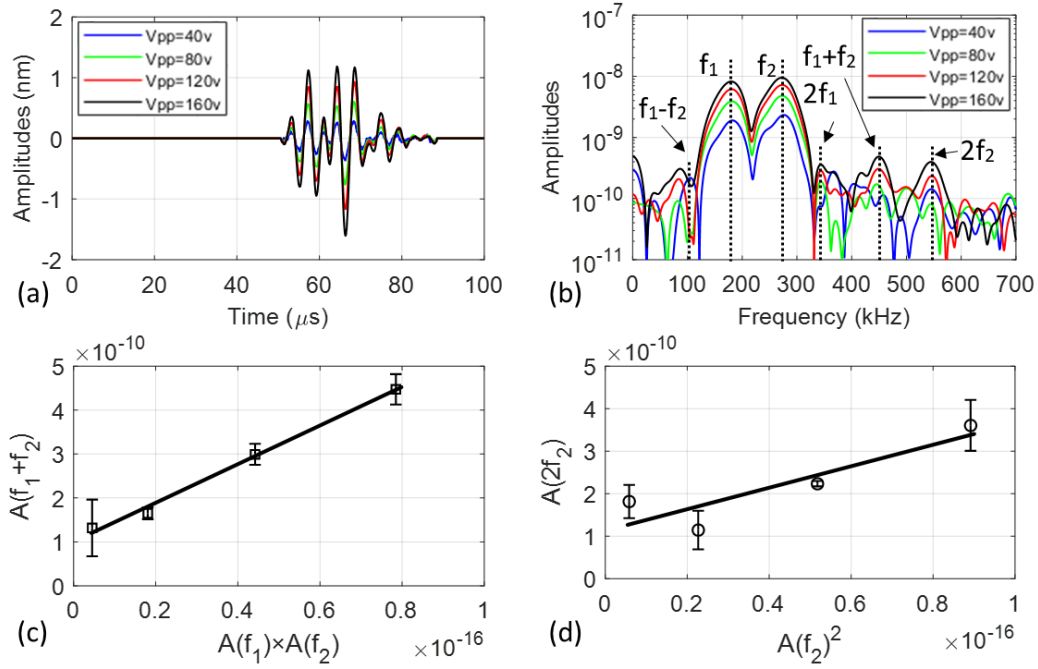 Amplitudes (nm)
2
1
0
-1
-2
Vpp=40v
Vpp=80v
Vpp=120v
Vpp=160v
0
20
40
60
80
100
(a)
Time (μs)
Amplitudes
10⁻⁷
10⁻⁸
10⁻⁹
10⁻¹⁰
10⁻¹¹
f₁-f₂
f₁
f₂
2f₁
f₁+f₂
2f₂
Vpp=40v
Vpp=80v
Vpp=120v
Vpp=160v
0 100 200 300 400 500 600 700
(b)
Frequency (kHz)
×10⁻¹⁰
A(f₁+f₂)
5
4
3
2
1
0
0
0.2
0.4
0.6
0.8
1
(c)
A(f₁)×A(f₂)
×10⁻¹⁶
×10⁻¹⁰
A(2f₂)
5
4
3
2
1
0
0
0.2
0.4
0.6
0.8
1
(d)
A(f₂)²
×10⁻¹⁶